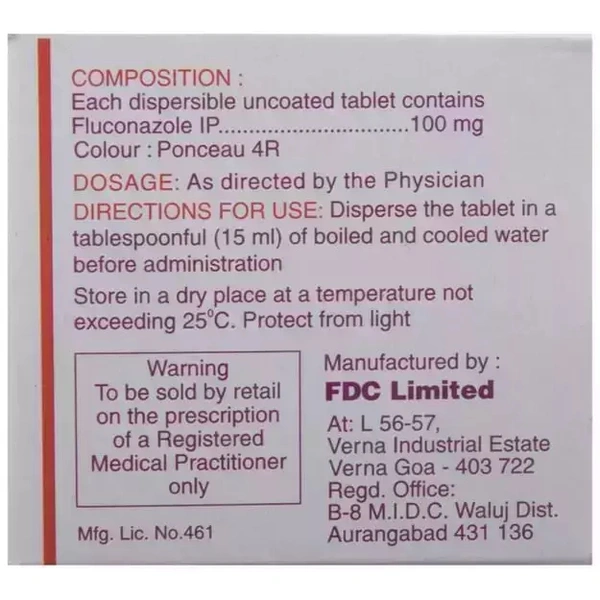 COMPOSITION :
Each dispersible uncoated tablet contains
Fluconazole IP.................................100 mg
Colour : Ponceau 4R
DOSAGE: As directed by the Physician
DIRECTIONS FOR USE: Disperse the tablet in a
tablespoonful (15 ml) of boiled and cooled water
before administration
Store in a dry place at a temperature not
exceeding 25°C. Protect from light
Warning
To be sold by retail
on the prescription
of a Registered
Medical Practitioner
only
Mfg. Lic. No.461
Manufactured by :
FDC Limited
At: L 56-57,
Verna Industrial Estate
Verna Goa - 403 722
Regd. Office:
B-8 M.I.D.C. Waluj Dist.
Aurangabad 431 136